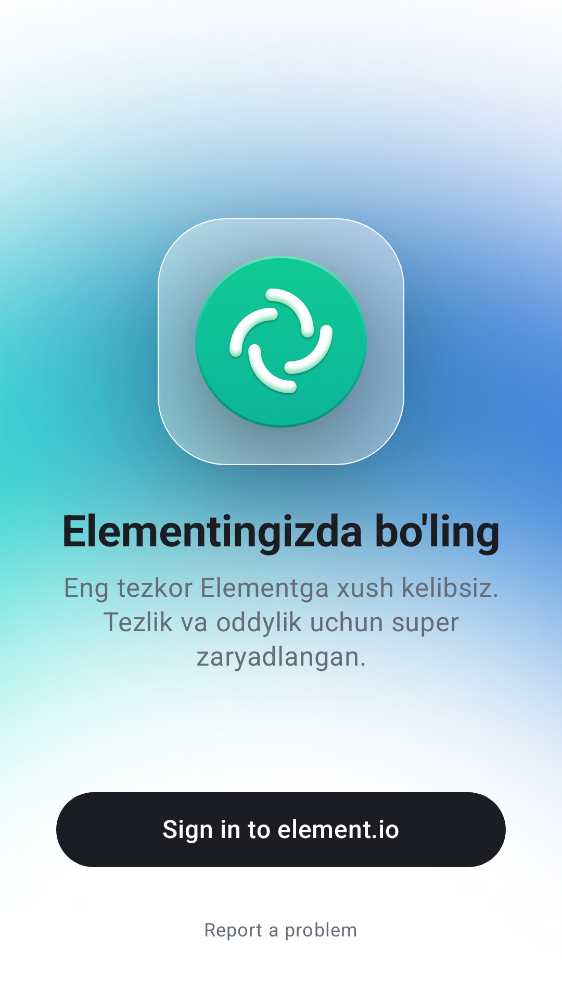 Elementingizda bo'ling
Eng tezkor Elementga xush kelibsiz.
Tezlik va oddylik uchun super
zaryadlangan.
Sign in to element.io
Report a problem